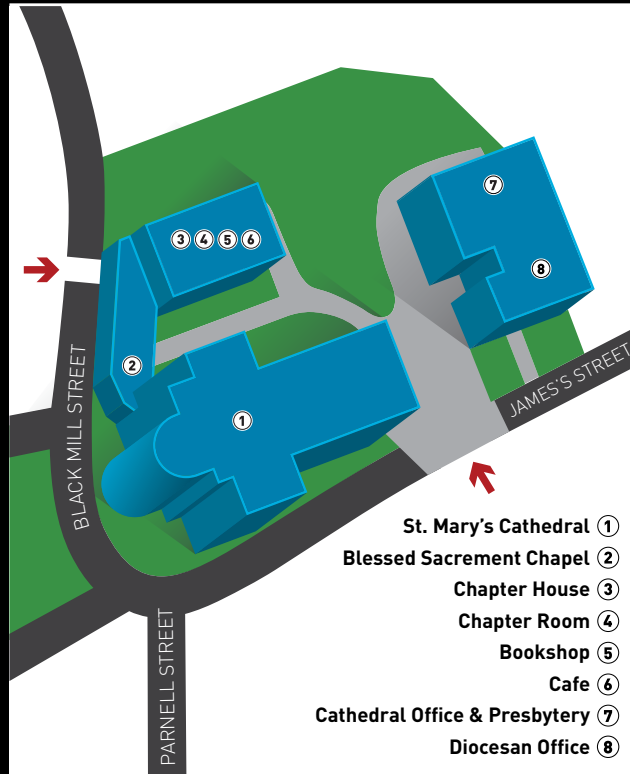 3 4 5 6
7
8
2
1
BLACK MILL STREET
JAMES'S STREET
PARNELL STREET
St. Mary's Cathedral 1
Blessed Sacrement Chapel 2
Chapter House 3
Chapter Room 4
Bookshop 5
Cafe 6
Cathedral Office & Presbytery 7
Diocesan Office 8